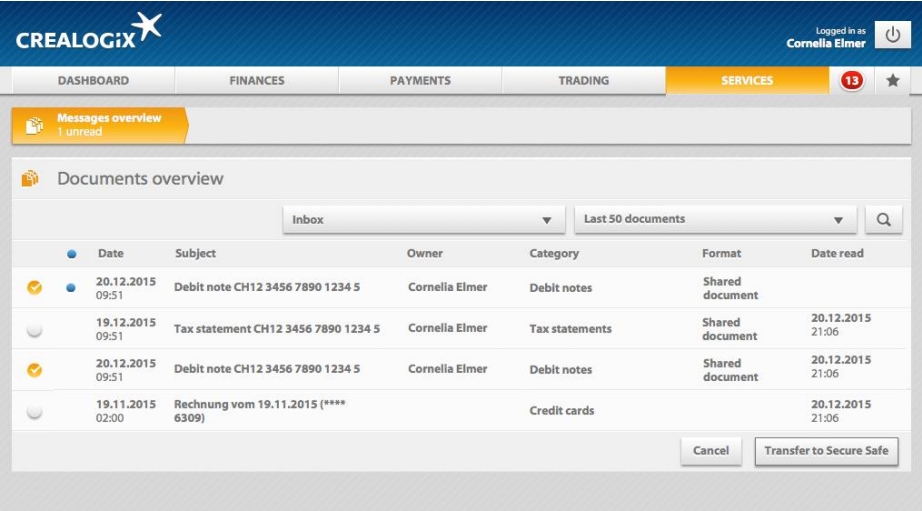 CREALOGIX
Logged in as
Cornelia Elmer
DASHBOARD FINANCES PAYMENTS TRADING SERVICES 13
Messages overview
1 unread
Documents overview
Inbox Last 50 documents
Date Subject Owner Category Format Date read
20.12.2015 09:51 Debit note CH12 3456 7890 1234 5 Cornelia Elmer Debit notes Shared document
19.12.2015 09:51 Tax statement CH12 3456 7890 1234 5 Cornelia Elmer Tax statements Shared document 20.12.2015 21:06
20.12.2015 09:51 Debit note CH12 3456 7890 1234 5 Cornelia Elmer Debit notes Shared document 20.12.2015 21:06
19.11.2015 02:00 Rechnung vom 19.11.2015 (**** 6309) Credit cards 20.12.2015 21:06
Cancel Transfer to Secure Safe